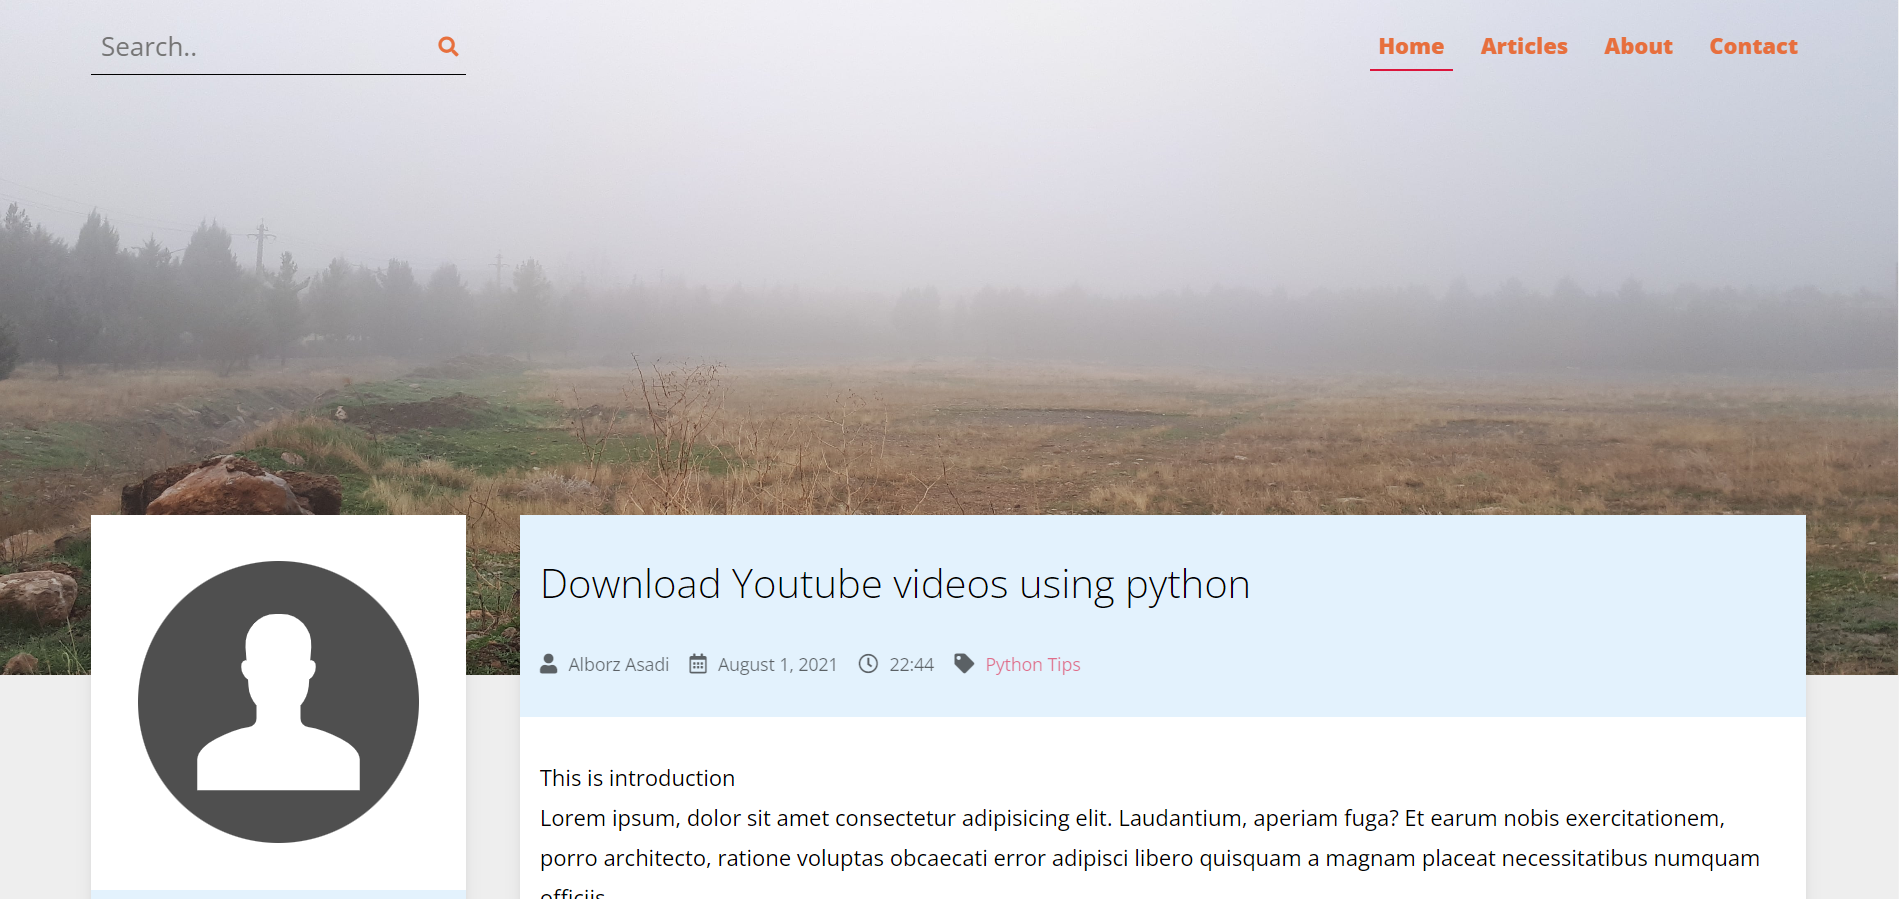 Search..
Home Articles About Contact
Download Youtube videos using python
Alborz Asadi August 1, 2021 22:44 Python Tips
This is introduction
Lorem ipsum, dolor sit amet consectetur adipisicing elit. Laudantium, aperiam fuga? Et earum nobis exercitationem,
porro architecto, ratione voluptas obcaecati error adipisci libero quisquam a magnam placeat necessitatibus numquam
officiis